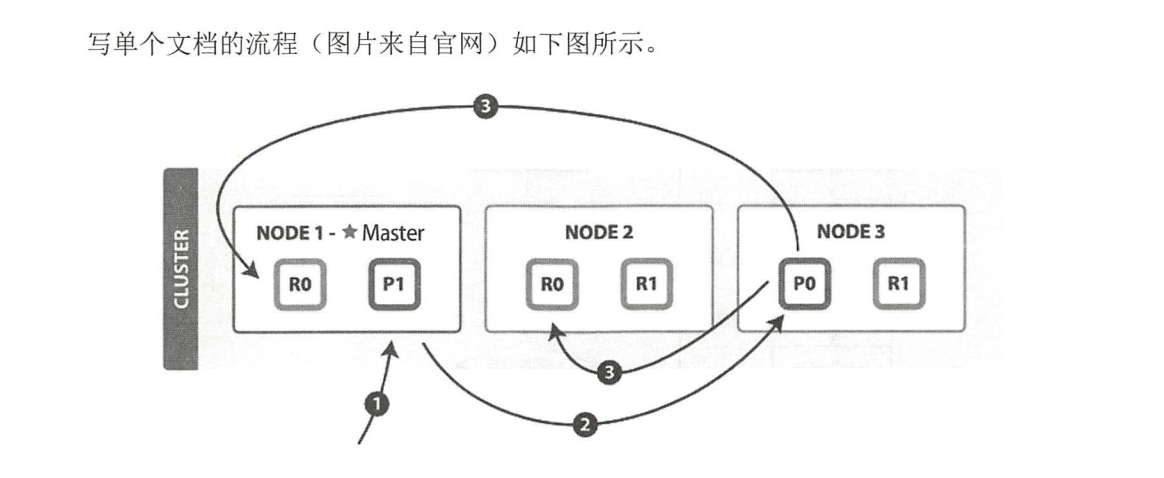 写单个文档的流程（图片来自官网）如下图所示。
3
CLUSTER
NODE 1 - ★ Master
R0
P1
NODE 2
R0
R1
NODE 3
P0
R1
3
1
2